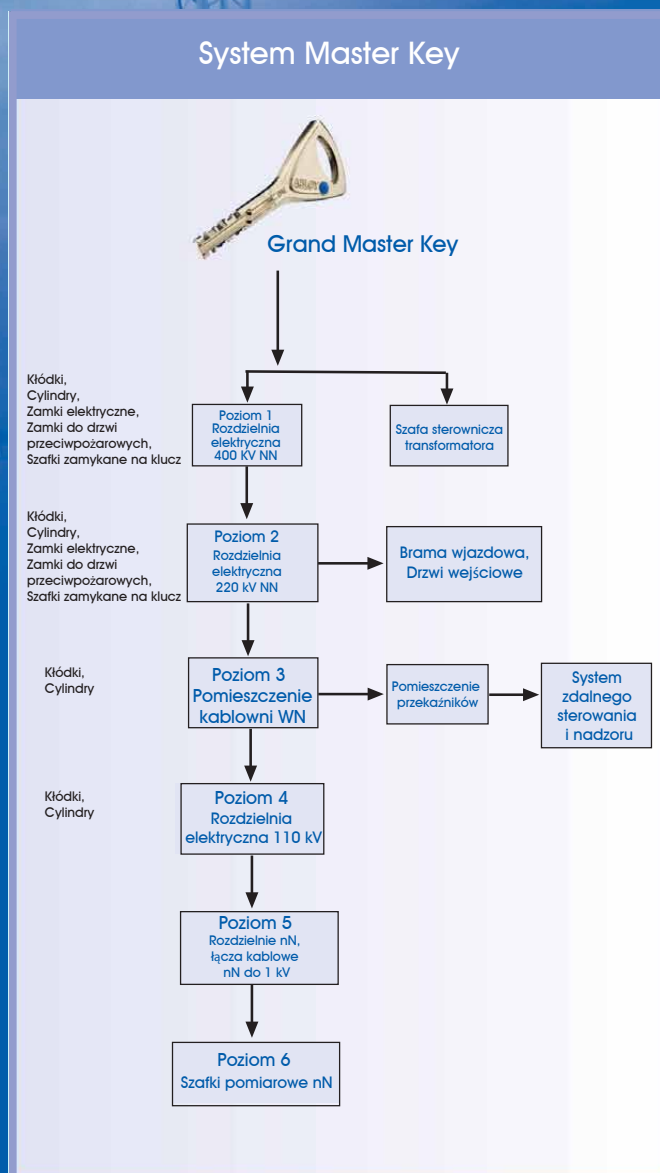 System Master Key
ABLOY
Grand Master Key
Kłódki,
Cylindry,
Zamki elektryczne,
Zamki do drzwi
przeciwpożarowych,
Szafki zamykane na klucz
Poziom 1
Rozdzielnia
elektryczna
400 KV NN
Szafa sterownicza
transformatora
Kłódki,
Cylindry,
Zamki elektryczne,
Zamki do drzwi
przeciwpożarowych,
Szafki zamykane na klucz
Poziom 2
Rozdzielnia
elektryczna
220 kV NN
Brama wjazdowa,
Drzwi wejściowe
Kłódki,
Cylindry
Poziom 3
Pomieszczenie
kablowni WN
Pomieszczenie
przekaźników
System
zdalnego
sterowania
i nadzoru
Kłódki,
Cylindry
Poziom 4
Rozdzielnia
elektryczna 110 kV
Poziom 5
Rozdzielnie nN,
łącza kablowe
nN do 1 kV
Poziom 6
Szafki pomiarowe nN